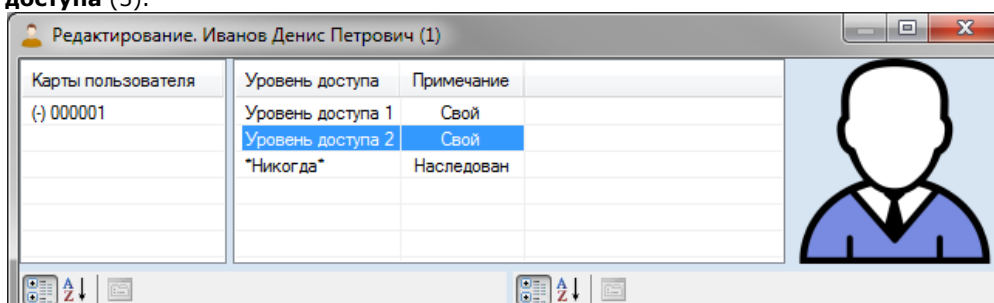 доступа (5).
Редактирование. Иванов Денис Петрович (1)
Карты пользователя Уровень доступа Примечание
(-) 000001 Уровень доступа 1 Свой
Уровень доступа 2 Свой
*Никогда* Наследован